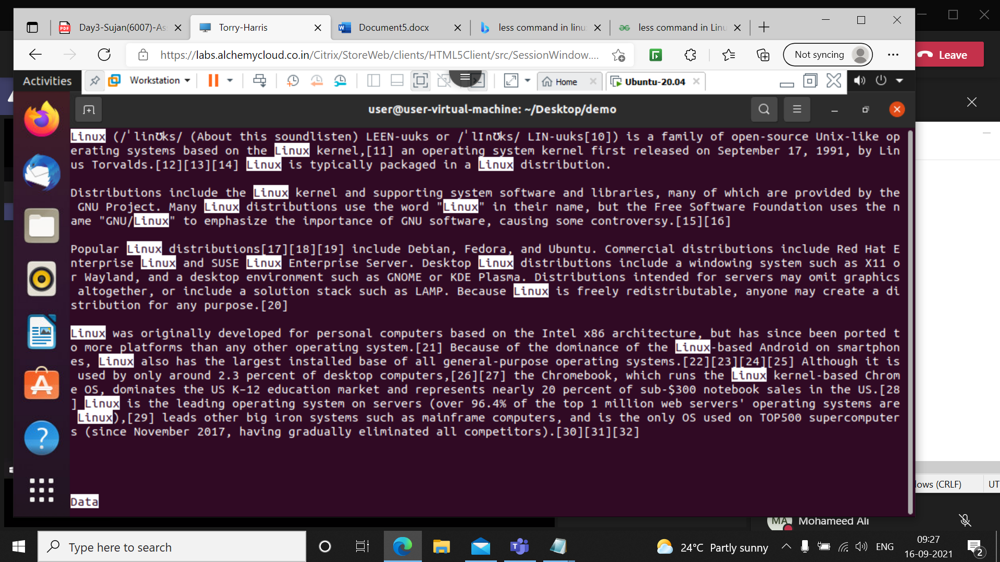 Day3-Sujan(6007)-As
Torry-Harris
Document5.docx
less command in linu
less command in Linu
https://labs.alchemycloud.co.in/Citrix/StoreWeb/clients/HTML5Client/src/SessionWindow....
Not syncing
Leave
Activities
Workstation
Home
Ubuntu-20.04
user@user-virtual-machine: ~/Desktop/demo
Linux (/ˈlinʊks/ (About this soundlisten) LEEN-uuks or /ˈlɪnʊks/ LIN-uuks[10]) is a family of open-source Unix-like op
erating systems based on the Linux kernel,[11] an operating system kernel first released on September 17, 1991, by Lin
us Torvalds.[12][13][14] Linux is typically packaged in a Linux distribution.
Distributions include the Linux kernel and supporting system software and libraries, many of which are provided by the
GNU Project. Many Linux distributions use the word "Linux" in their name, but the Free Software Foundation uses the n
ame "GNU/Linux" to emphasize the importance of GNU software, causing some controversy.[15][16]
Popular Linux distributions[17][18][19] include Debian, Fedora, and Ubuntu. Commercial distributions include Red Hat E
nterprise Linux and SUSE Linux Enterprise Server. Desktop Linux distributions include a windowing system such as X11 o
r Wayland, and a desktop environment such as GNOME or KDE Plasma. Distributions intended for servers may omit graphics
altogether, or include a solution stack such as LAMP. Because Linux is freely redistributable, anyone may create a di
stribution for any purpose.[20]
Linux was originally developed for personal computers based on the Intel x86 architecture, but has since been ported t
o more platforms than any other operating system.[21] Because of the dominance of the Linux-based Android on smartphon
es, Linux also has the largest installed base of all general-purpose operating systems.[22][23][24][25] Although it is
used by only around 2.3 percent of desktop computers,[26][27] the Chromebook, which runs the Linux kernel-based Chrom
e OS, dominates the US K–12 education market and represents nearly 20 percent of sub-$300 notebook sales in the US.[28
] Linux is the leading operating system on servers (over 96.4% of the top 1 million web servers' operating systems are
Linux),[29] leads other big iron systems such as mainframe computers, and is the only OS used on TOP500 supercomputer
s (since November 2017, having gradually eliminated all competitors).[30][31][32]
Data
lows (CRLF)
UT
MA
Mohameed Ali
Type here to search
24°C Partly sunny
ENG
09:27
16-09-2021
2